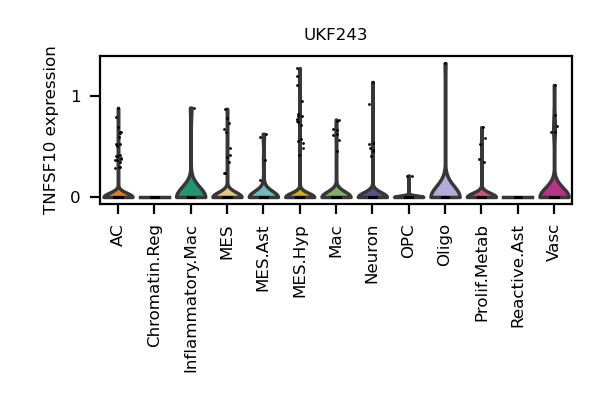 UKF243
TNFSF10 expression
1
0
AC
Chromatin.Reg
Inflammatory.Mac
MES
MES.Ast
MES.Hyp
Mac
Neuron
OPC
Oligo
Prolif.Metab
Reactive.Ast
Vasc